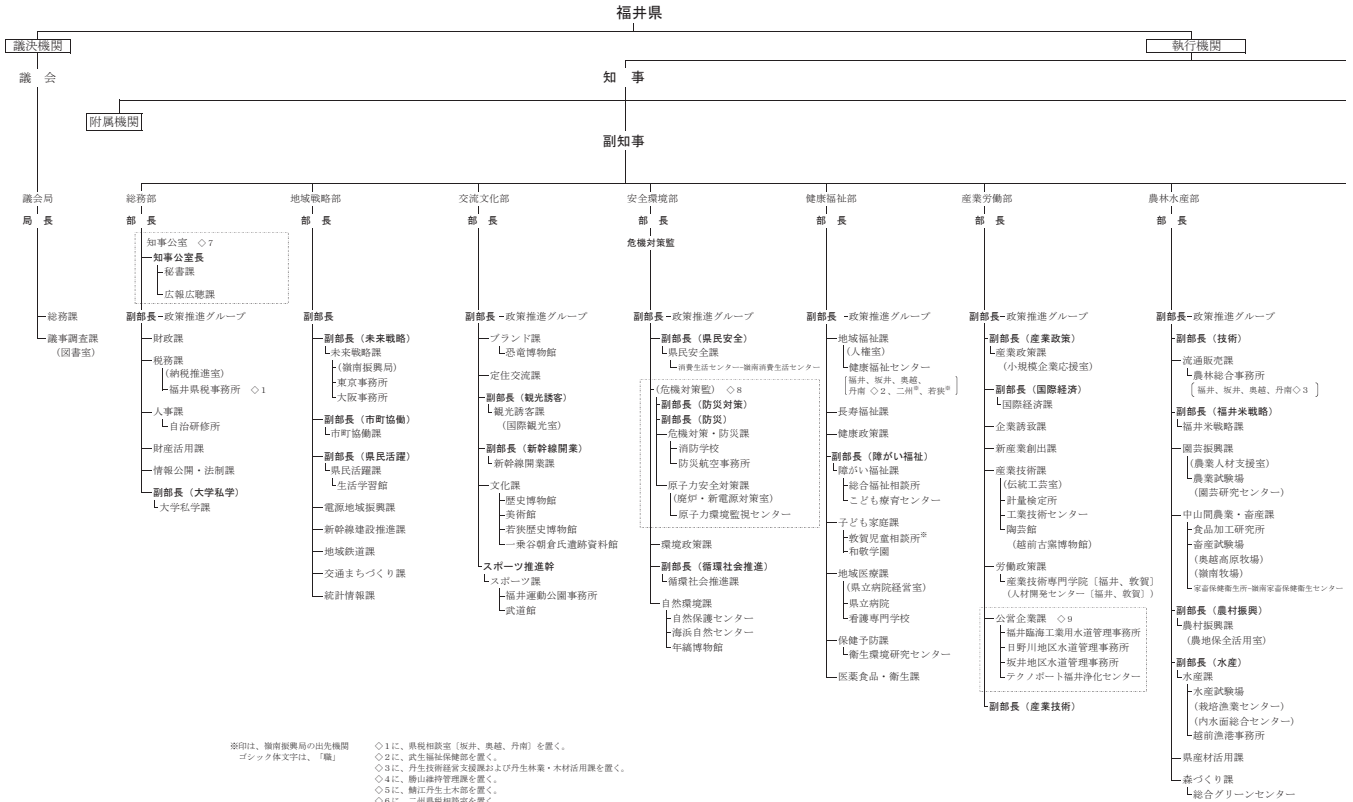 福井県
議決機関
執行機関
議　会
知　事
附属機関
副知事
議会局
局　長
総務課
議事調査課
(図書室)
総務部
部　長
知事公室　◇７
知事公室長
秘書課
広報広聴課
副部長－政策推進グループ
財政課
税務課
(納税推進室)
福井県税事務所　◇１
人事課
自治研修所
財産活用課
情報公開・法制課
副部長（大学私学）
大学私学課
地域戦略部
部　長
副部長
副部長（未来戦略）
未来戦略課
(嶺南振興局)
東京事務所
大阪事務所
副部長（市町協働）
市町協働課
副部長（県民活躍）
県民活躍課
生活学習館
電源地域振興課
新幹線建設推進課
地域鉄道課
交通まちづくり課
統計情報課
交流文化部
部　長
副部長－政策推進グループ
ブランド課
恐竜博物館
定住交流課
副部長（観光誘客）
観光誘客課
(国際観光室)
副部長（新幹線開業）
新幹線開業課
文化課
歴史博物館
美術館
若狭歴史博物館
一乗谷朝倉氏遺跡資料館
スポーツ推進幹
スポーツ課
福井運動公園事務所
武道館
安全環境部
部　長
危機対策監
副部長－政策推進グループ
副部長（県民安全）
県民安全課
消費生活センター－嶺南消費生活センター
(危機対策監)　◇８
副部長（防災対策）
副部長（防災）
危機対策・防災課
消防学校
防災航空事務所
原子力安全対策課
(廃炉・新電源対策室)
原子力環境監視センター
環境政策課
副部長（循環社会推進）
循環社会推進課
自然環境課
自然保護センター
海浜自然センター
年縞博物館
健康福祉部
部　長
副部長－政策推進グループ
地域福祉課
(人権室)
健康福祉センター
〔福井、坂井、奥越、
丹南 ◇２、二州※、若狭※〕
長寿福祉課
健康政策課
副部長（障がい福祉）
障がい福祉課
総合福祉相談所
こども療育センター
子ども家庭課
敦賀児童相談所※
和敬学園
地域医療課
(県立病院経営室)
県立病院
看護専門学校
保健予防課
衛生環境研究センター
医薬食品・衛生課
産業労働部
部　長
副部長－政策推進グループ
副部長（産業政策）
産業政策課
(小規模企業応援室)
副部長（国際経済）
国際経済課
企業誘致課
新産業創出課
産業技術課
(伝統工芸室)
計量検定所
工業技術センター
陶芸館
(越前古窯博物館)
労働政策課
産業技術専門学院〔福井、敦賀〕
(人材開発センター〔福井、敦賀〕)
公営企業課　◇９
福井臨海工業用水道管理事務所
日野川地区水道管理事務所
坂井地区水道管理事務所
テクノポート福井浄化センター
副部長（産業技術）
農林水産部
部　長
副部長－政策推進グループ
副部長（技術）
流通販売課
農林総合事務所
〔福井、坂井、奥越、丹南◇３〕
副部長（福井米戦略）
福井米戦略課
園芸振興課
(農業人材支援室)
農業試験場
(園芸研究センター)
中山間農業・畜産課
食品加工研究所
畜産試験場
(奥越高原牧場)
(嶺南牧場)
家畜保健衛生所－嶺南家畜保健衛生センター
副部長（農村振興）
農村振興課
(農地保全活用室)
副部長（水産）
水産課
水産試験場
(栽培漁業センター)
(内水面総合センター)
越前漁港事務所
県産材活用課
森づくり課
総合グリーンセンター
※印は、嶺南振興局の出先機関
ゴシック体文字は、「職」
◇１に、県税相談室〔坂井、奥越、丹南〕を置く。
◇２に、武生福祉保健部を置く。
◇３に、丹生技術経営支援課および丹生林業・木材活用課を置く。
◇４に、勝山維持管理課を置く。
◇５に、鯖江丹生土木部を置く。
◇６に、二州県税相談室を置く。